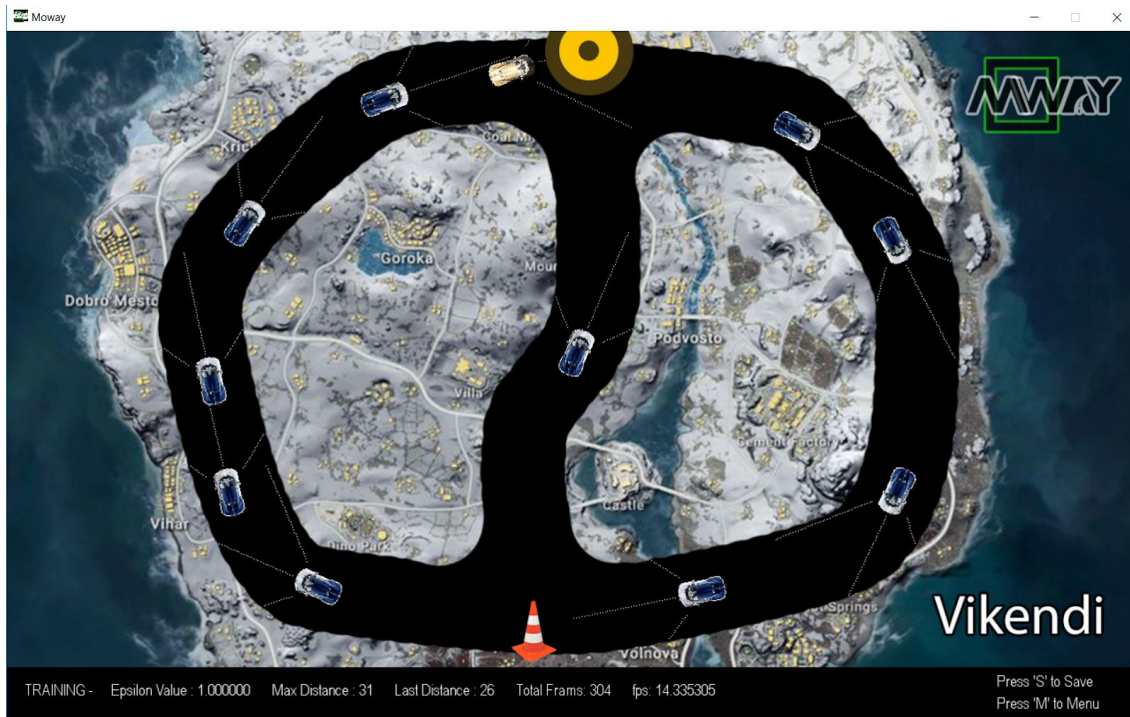 Moway
MWAY
Coal M
Krich
Goroka
Moun
Dobro Mesto
Podvosto
Villa
Cement Factory
Castle
Vihar
Dino Park
Springs
Vikendi
Volnova
TRAINING - Epsilon Value : 1.000000 Max Distance : 31 Last Distance : 26 Total Frams: 304 fps: 14.335305
Press 'S' to Save
Press 'M' to Menu